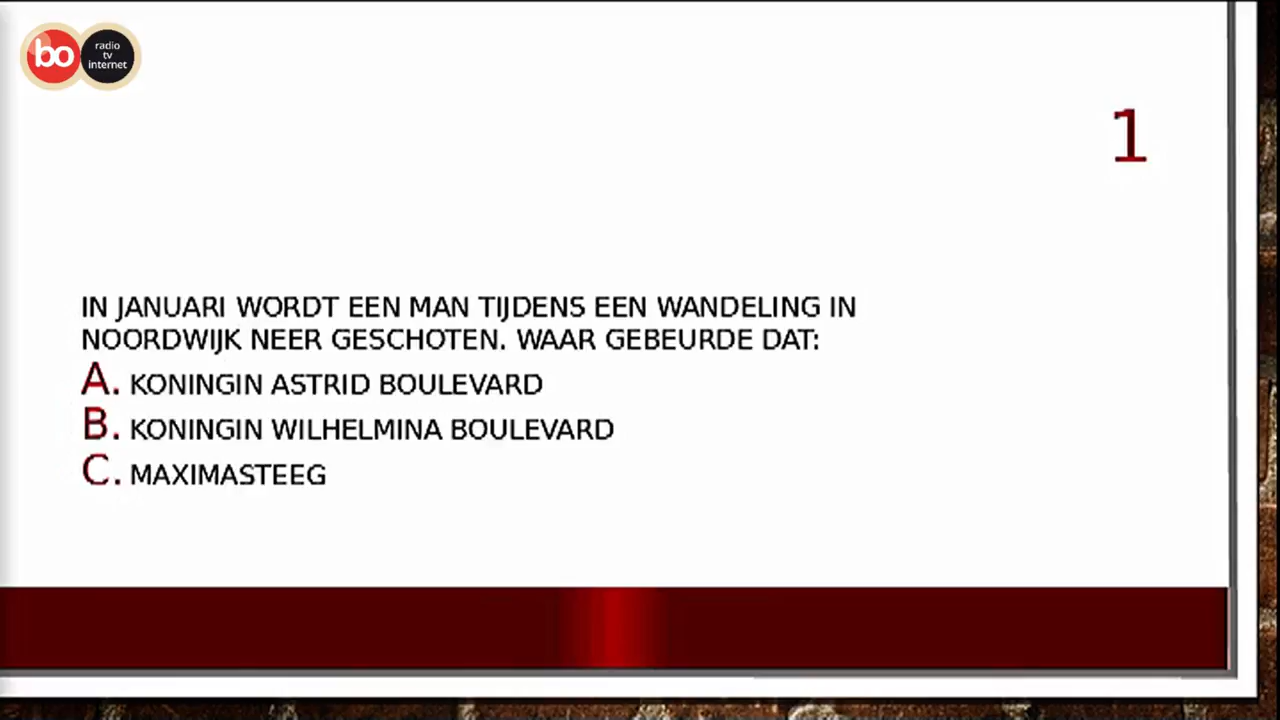 bo
radio
tv
internet
1
IN JANUARI WORDT EEN MAN TIJDENS EEN WANDELING IN
NOORDWIJK NEER GESCHOTEN. WAAR GEBEURDE DAT:
A. KONINGIN ASTRID BOULEVARD
B. KONINGIN WILHELMINA BOULEVARD
C. MAXIMASTEEG